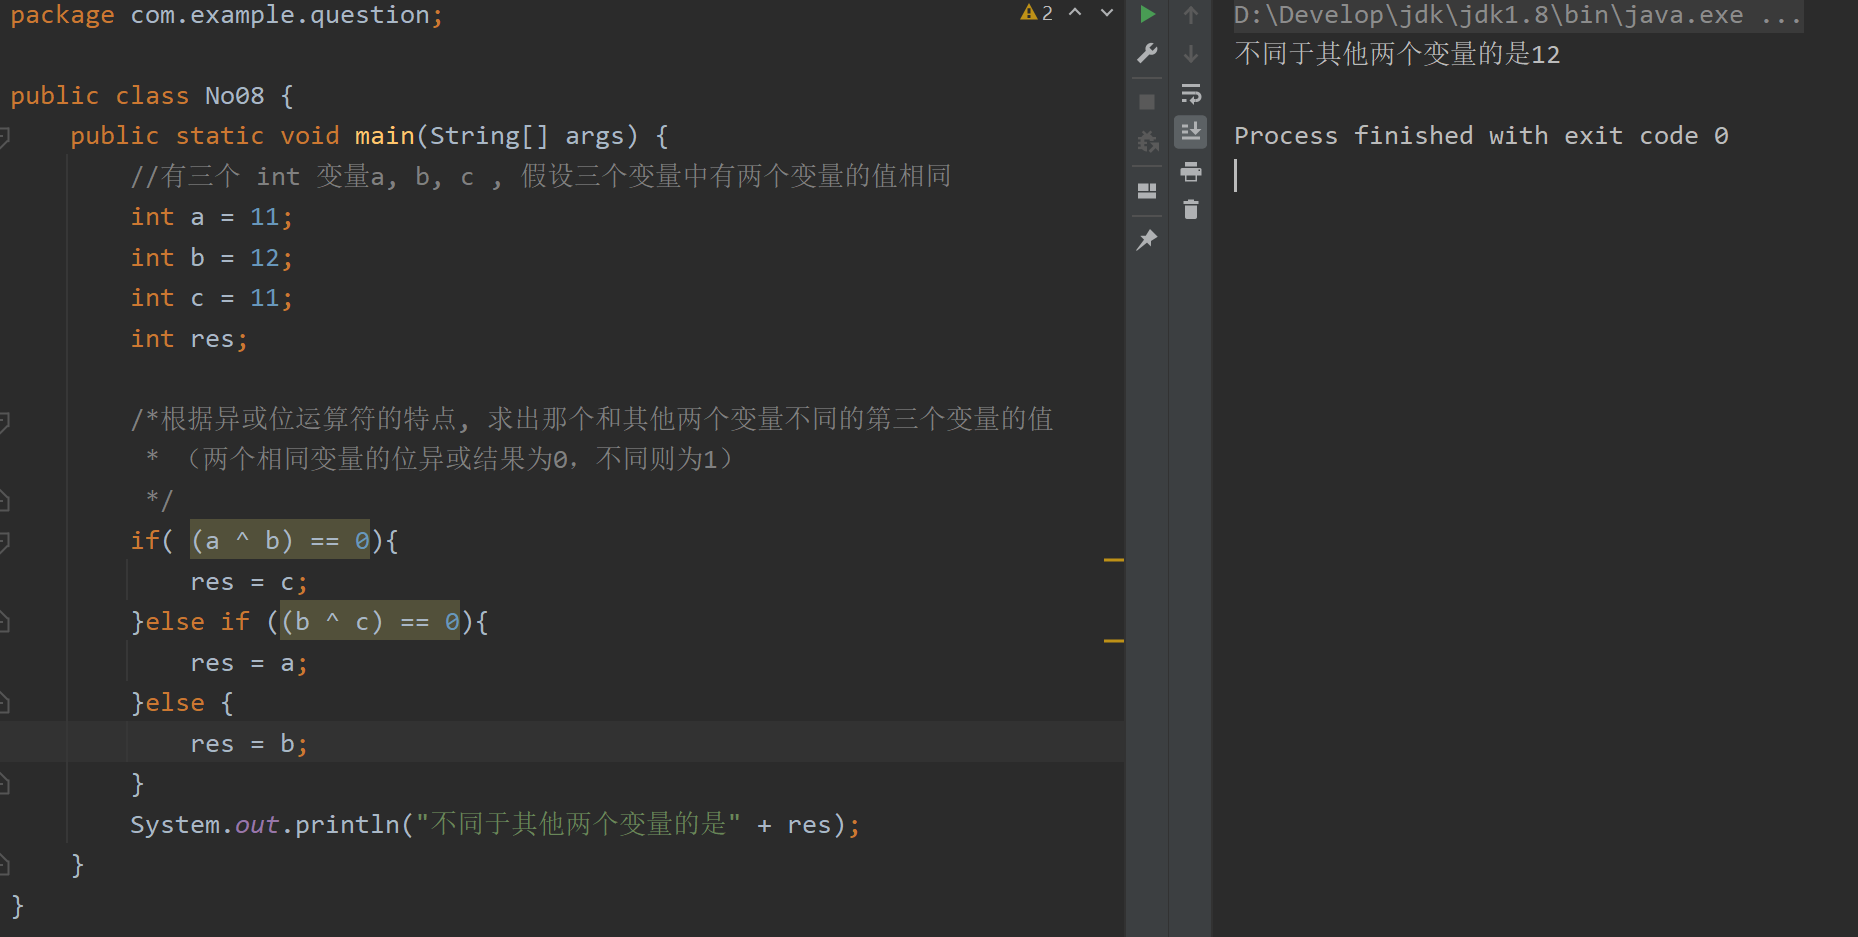 package com.example.question;
public class No08 {
public static void main(String[] args) {
//有三个 int 变量a, b, c , 假设三个变量中有两个变量的值相同
int a = 11;
int b = 12;
int c = 11;
int res;
/*根据异或位运算符的特点, 求出那个和其他两个变量不同的第三个变量的值
* （两个相同变量的位异或结果为0，不同则为1）
*/
if( (a ^ b) == 0){
res = c;
}else if ((b ^ c) == 0){
res = a;
}else {
res = b;
}
System.out.println("不同于其他两个变量的是" + res);
}
}
2
D:\Develop\jdk\jdk1.8\bin\java.exe ...
不同于其他两个变量的是12
Process finished with exit code 0